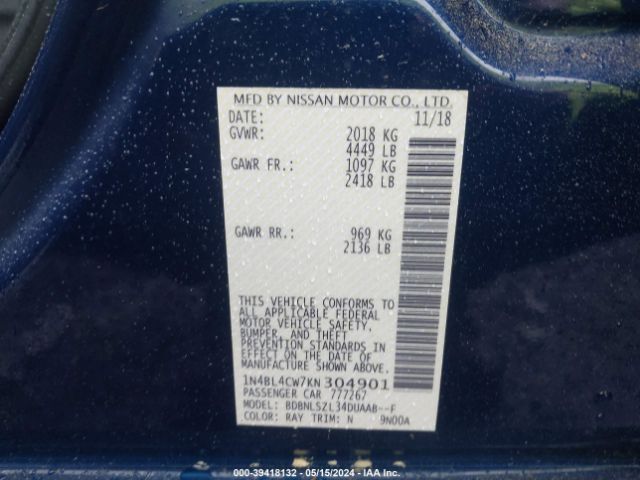 MFD BY NISSAN MOTOR CO., LTD.
DATE: 11/18
GVWR: 2018 KG
4449 LB
GAWR FR.: 1097 KG
2418 LB
GAWR RR.: 969 KG
2136 LB
THIS VEHICLE CONFORMS TO
ALL APPLICABLE FEDERAL
MOTOR VEHICLE SAFETY,
BUMPER, AND THEFT
PREVENTION STANDARDS
IN EFFECT ON THE DATE OF
MANUFACTURE SHOWN ABOVE.
1N4BL4CW7KN304901
PASSENGER CAR 777267
MODEL: BDBNLSZL34DUAAB--F
COLOR: RAY TRIM: N 9N00A
000-39418132 - 05/15/2024 - IAAI.COM